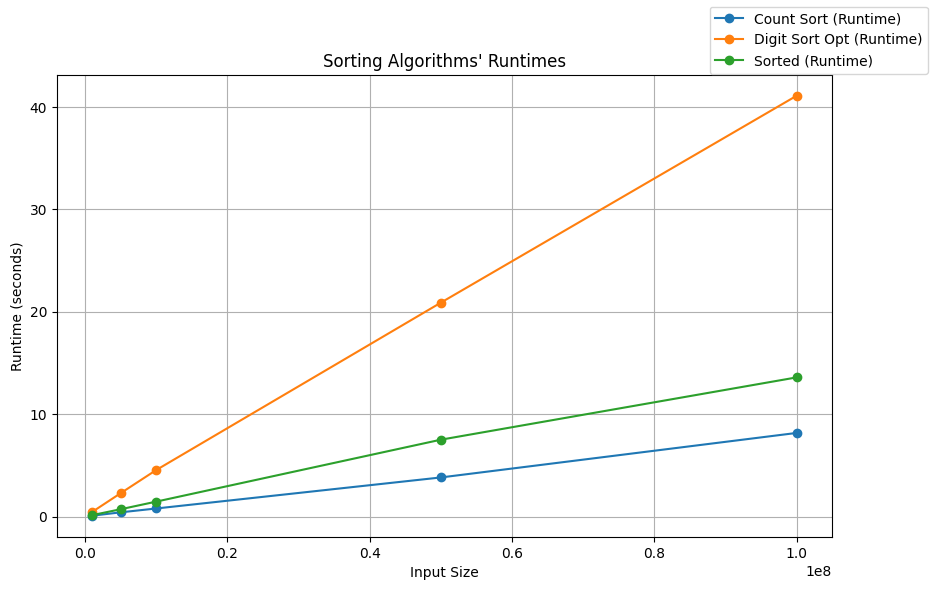 Count Sort (Runtime)
Digit Sort Opt (Runtime)
Sorted (Runtime)
Sorting Algorithms' Runtimes
Runtime (seconds)
40
30
20
10
0
0.0 0.2 0.4 0.6 0.8 1.0
1e8
Input Size